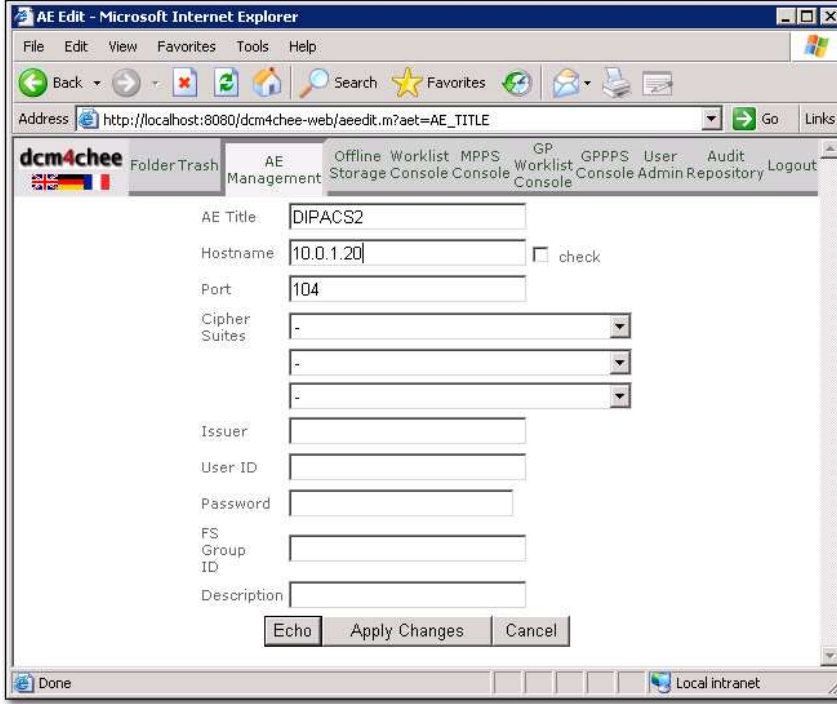 AE Edit - Microsoft Internet Explorer
File Edit View Favorites Tools Help
Back Search Favorites
Address http://localhost:8080/dcm4chee-web/aeedit.m?aet=AE_TITLE Go Links
dcm4chee Folder Trash AE Management Offline Storage Worklist Console MPPS Console GP Worklist Console GPPPS Console User Admin Audit Repository Logout
AE Title DIPACS2
Hostname 10.0.1.20 check
Port 104
Cipher
Suites -
-
-
Issuer
User ID
Password
FS
Group
ID
Description
Echo Apply Changes Cancel
Done Local intranet